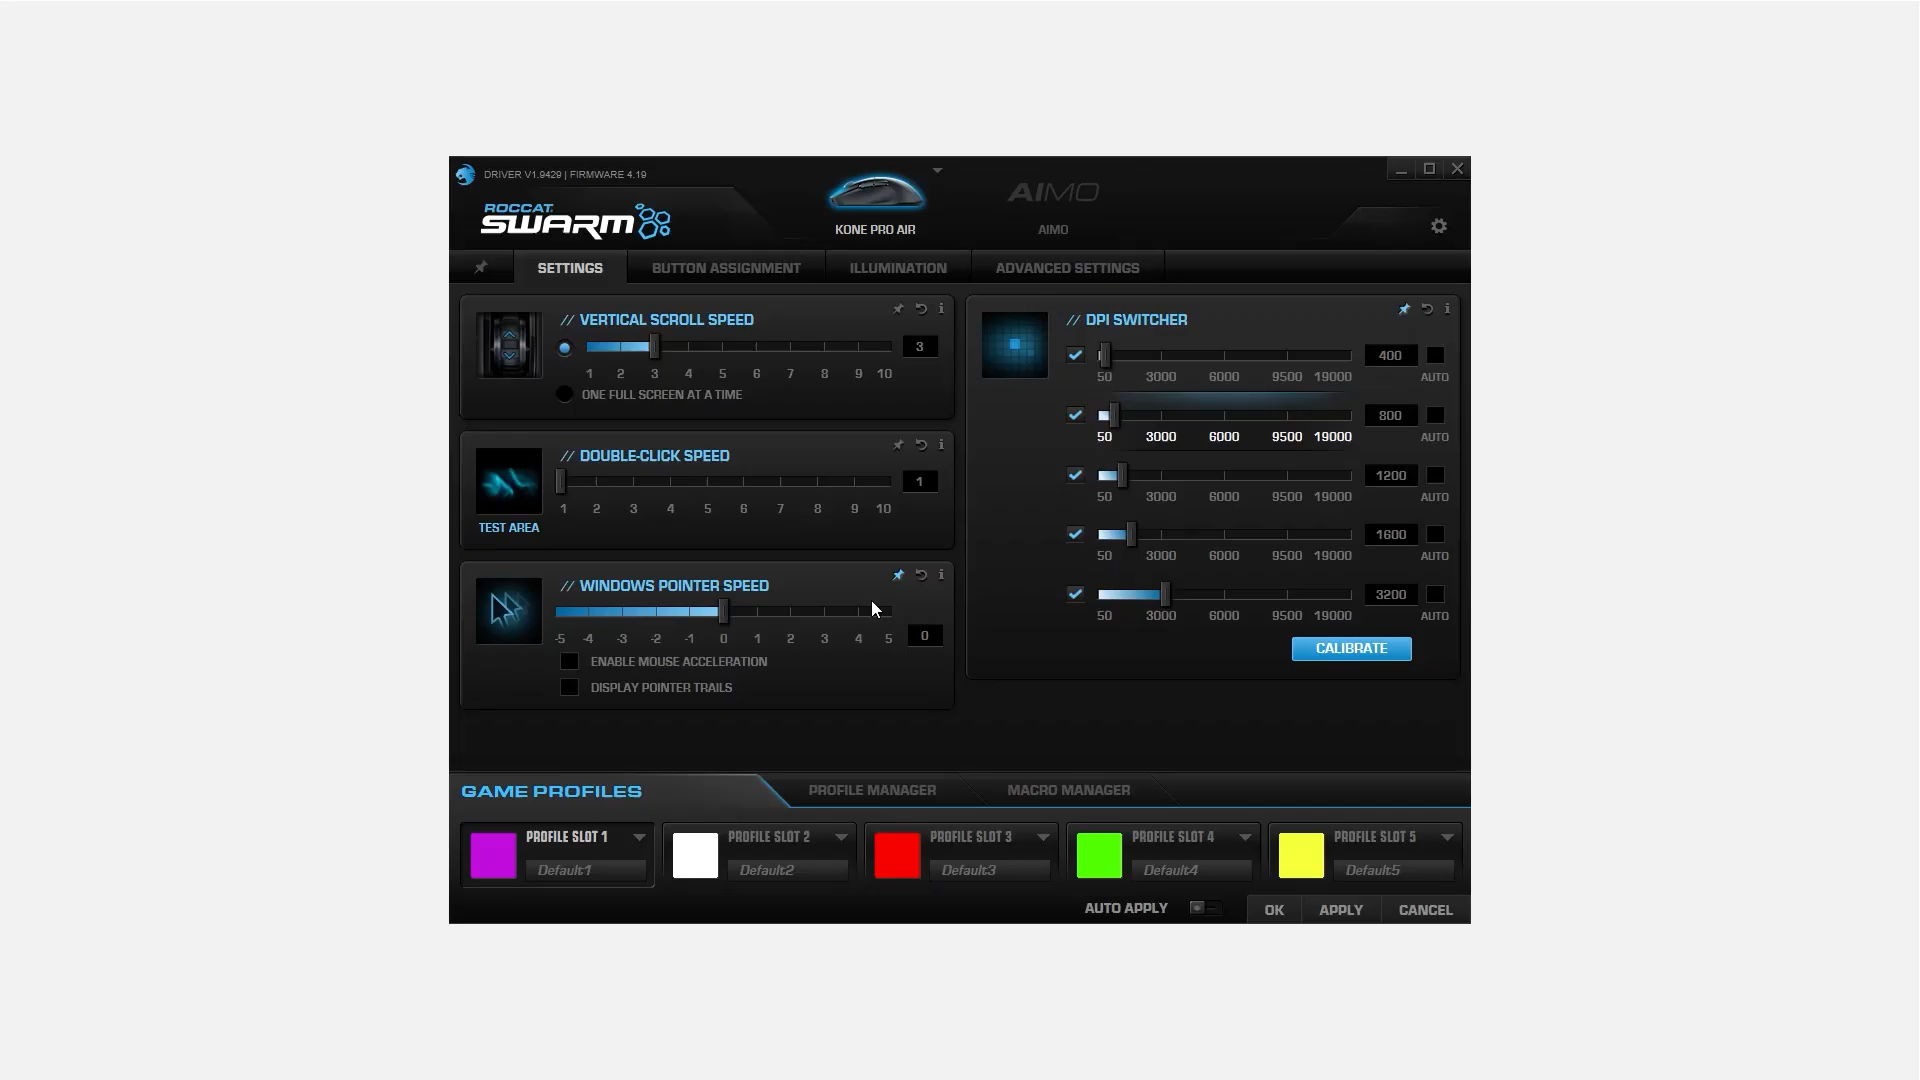 DRIVER V1.9429 | FIRMWARE 4.19
ROCCAT
SWARM
KONE PRO AIR
AIMO
AIMO
SETTINGS
BUTTON ASSIGNMENT
ILLUMINATION
ADVANCED SETTINGS
// VERTICAL SCROLL SPEED
3
1 2 3 4 5 6 7 8 9 10
ONE FULL SCREEN AT A TIME
// DOUBLE-CLICK SPEED
1
1 2 3 4 5 6 7 8 9 10
TEST AREA
// WINDOWS POINTER SPEED
-5 -4 -3 -2 -1 0 1 2 3 4 5
0
ENABLE MOUSE ACCELERATION
DISPLAY POINTER TRAILS
// DPI SWITCHER
400
50 3000 6000 9500 19000 AUTO
800
50 3000 6000 9500 19000 AUTO
1200
50 3000 6000 9500 19000 AUTO
1600
50 3000 6000 9500 19000 AUTO
3200
50 3000 6000 9500 19000 AUTO
CALIBRATE
GAME PROFILES
PROFILE MANAGER
MACRO MANAGER
PROFILE SLOT 1
Default1
PROFILE SLOT 2
Default2
PROFILE SLOT 3
Default3
PROFILE SLOT 4
Default4
PROFILE SLOT 5
Default5
AUTO APPLY
OK
APPLY
CANCEL